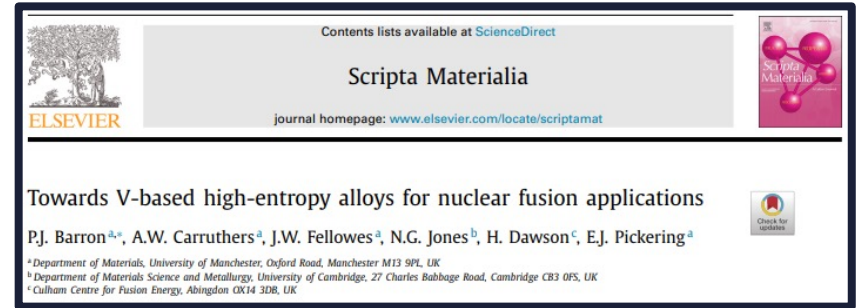 Contents lists available at ScienceDirect
Scripta Materialia
journal homepage: www.elsevier.com/locate/scriptamat
ELSEVIER
Scripta
Materialia
Towards V-based high-entropy alloys for nuclear fusion applications
Check for
updates
P.J. Barron a,*, A.W. Carruthers a, J.W. Fellowes a, N.G. Jones b, H. Dawson c, E.J. Pickering a
a Department of Materials, University of Manchester, Oxford Road, Manchester M13 9PL, UK
b Department of Materials Science and Metallurgy, University of Cambridge, 27 Charles Babbage Road, Cambridge CB3 0FS, UK
c Culham Centre for Fusion Energy, Abingdon OX14 3DB, UK